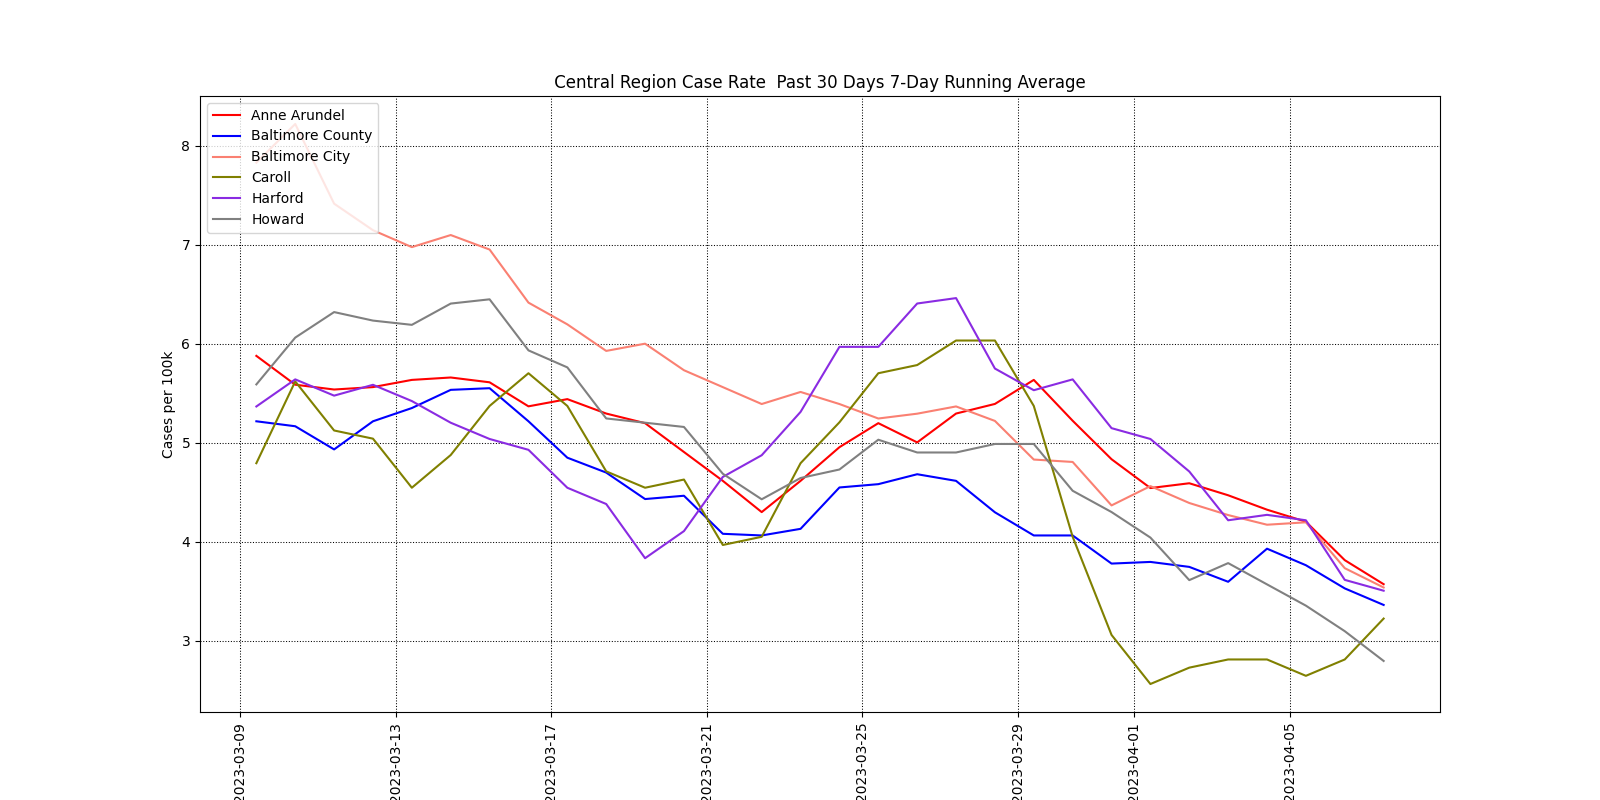 Central Region Case Rate  Past 30 Days 7-Day Running Average
Anne Arundel
Baltimore County
Baltimore City
Caroll
Harford
Howard
Cases per 100k
8
7
6
5
4
3
2023-03-09
2023-03-13
2023-03-17
2023-03-21
2023-03-25
2023-03-29
2023-04-01
2023-04-05